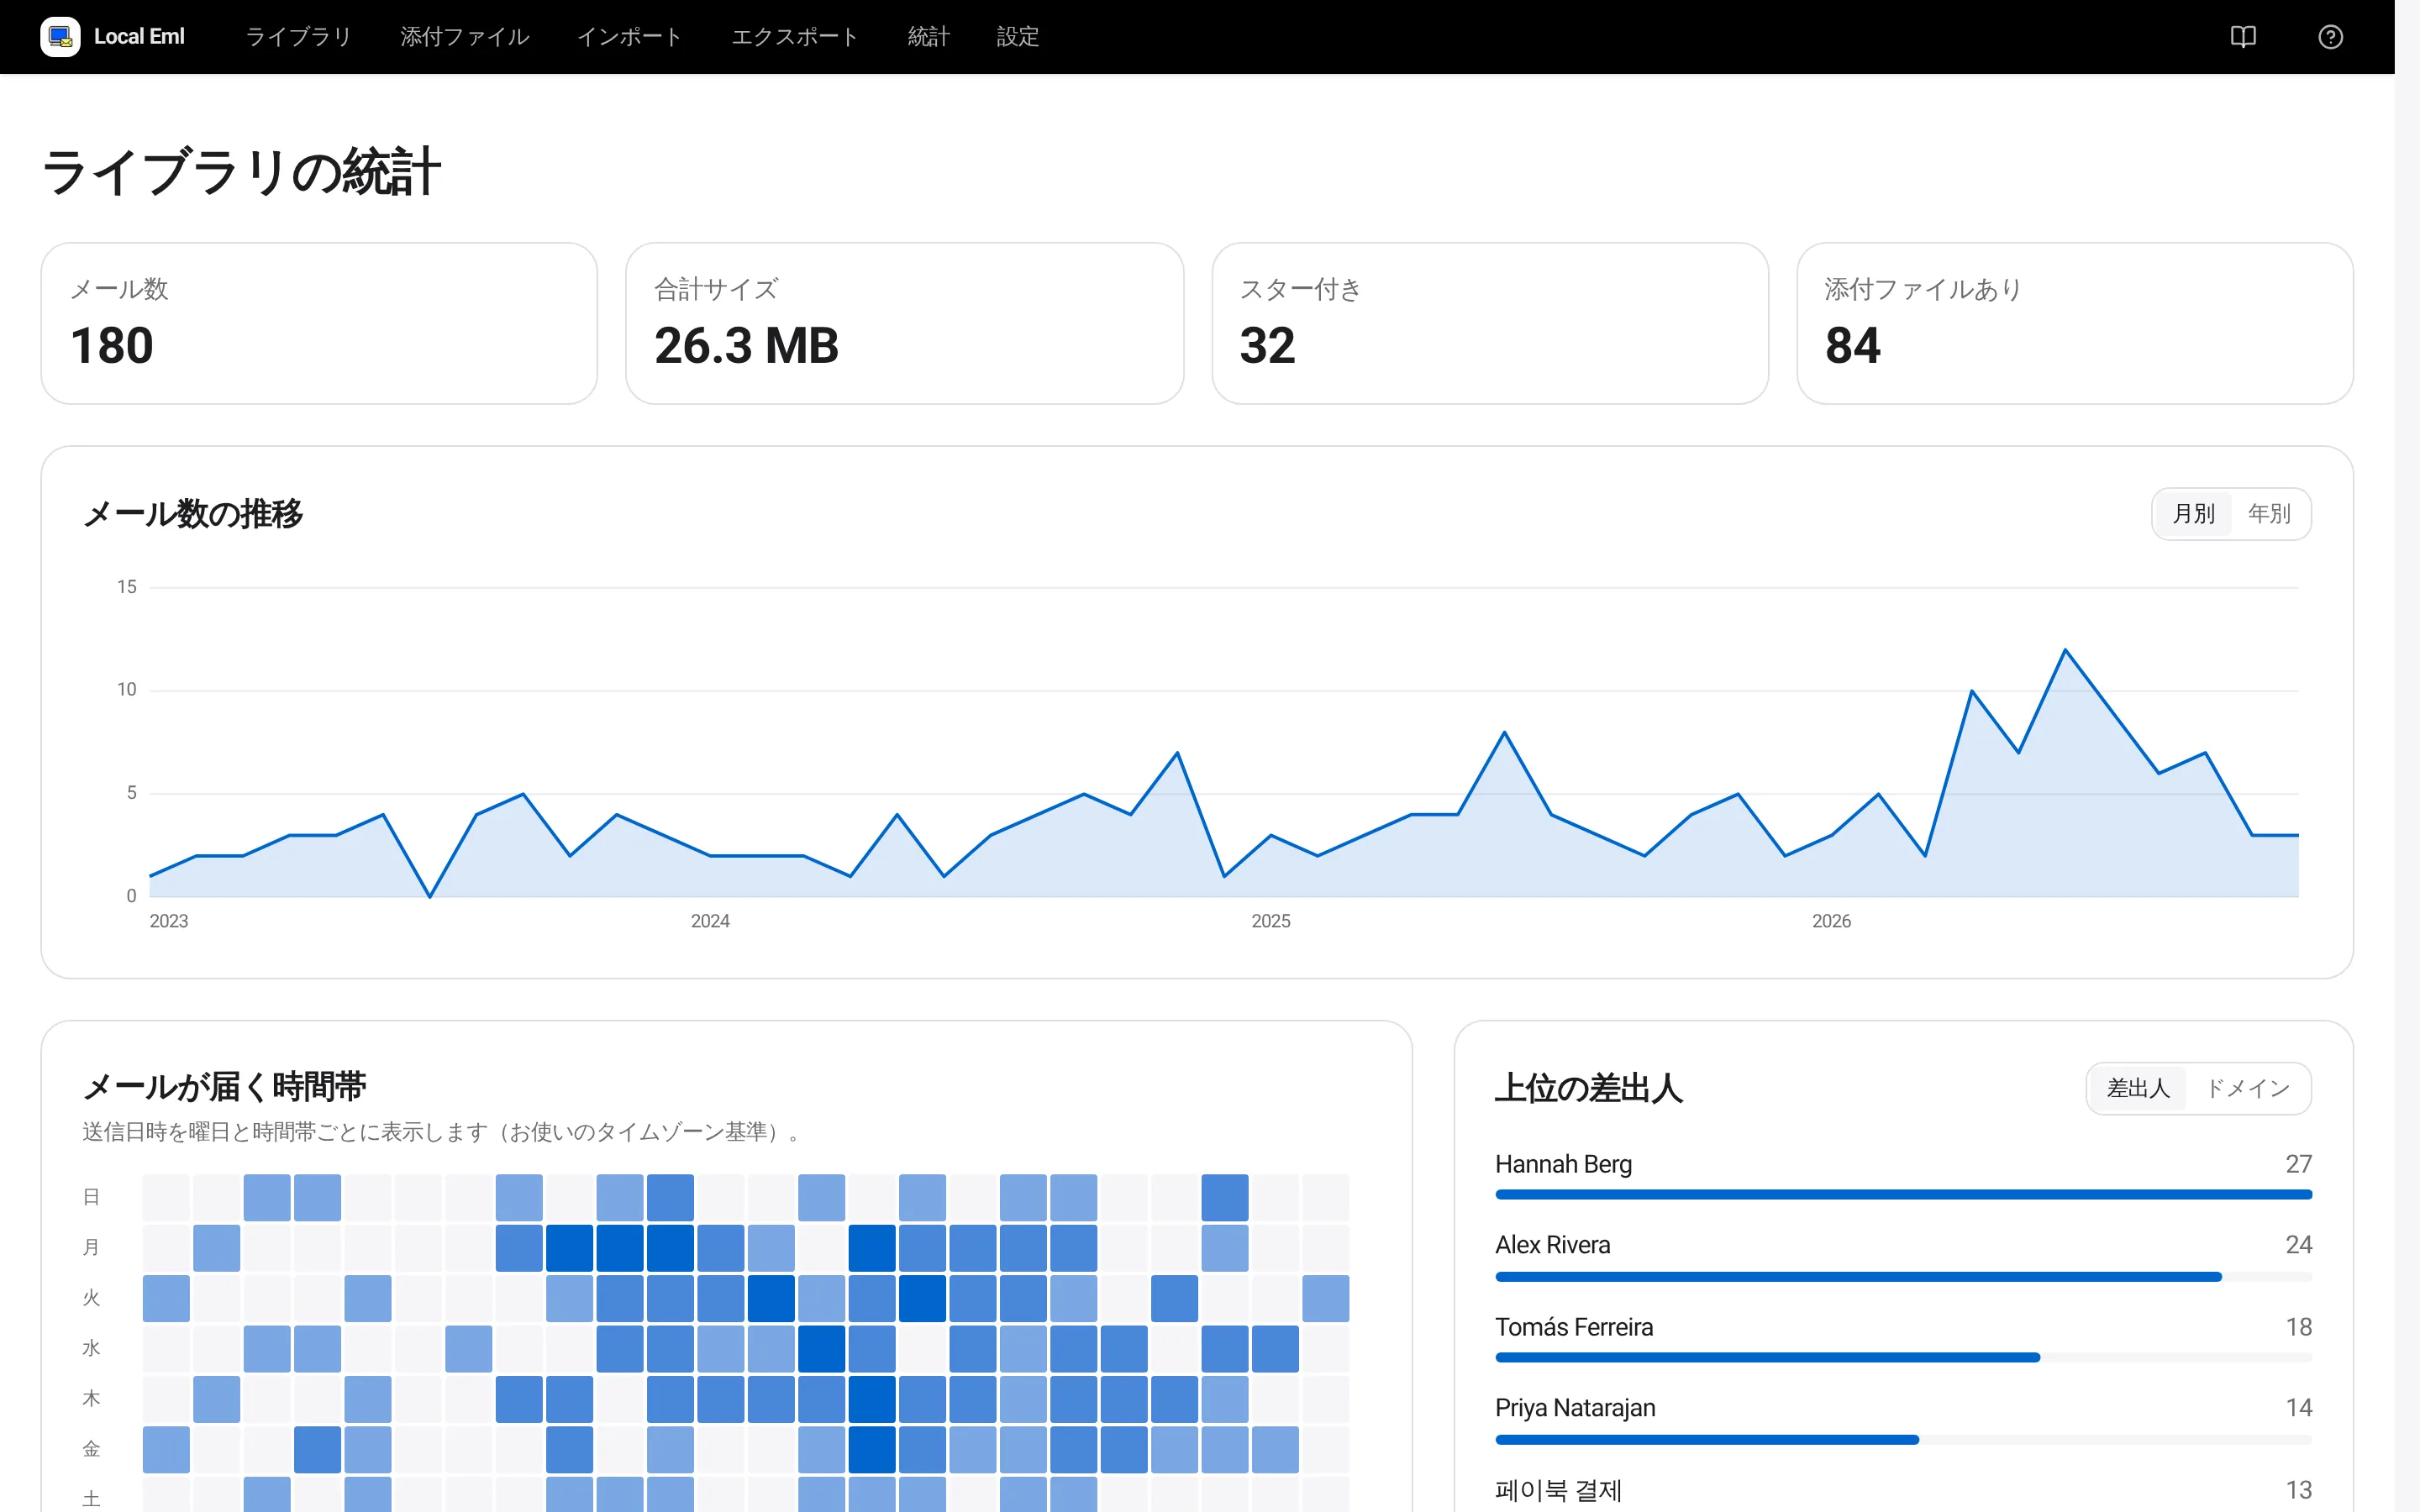 Local Eml ライブラリ 添付ファイル インポート エクスポート 統計 設定
ライブラリの統計
メール数
180
合計サイズ
26.3 MB
スター付き
32
添付ファイルあり
84
メール数の推移
月別 年別
15
10
5
0
2023 2024 2025 2026
メールが届く時間帯
送信日時を曜日と時間帯ごとに表示します（お使いのタイムゾーン基準）。
日
月
火
水
木
金
土
上位の差出人
差出人 ドメイン
Hannah Berg 27
Alex Rivera 24
Tomás Ferreira 18
Priya Natarajan 14
페이북 결제 13